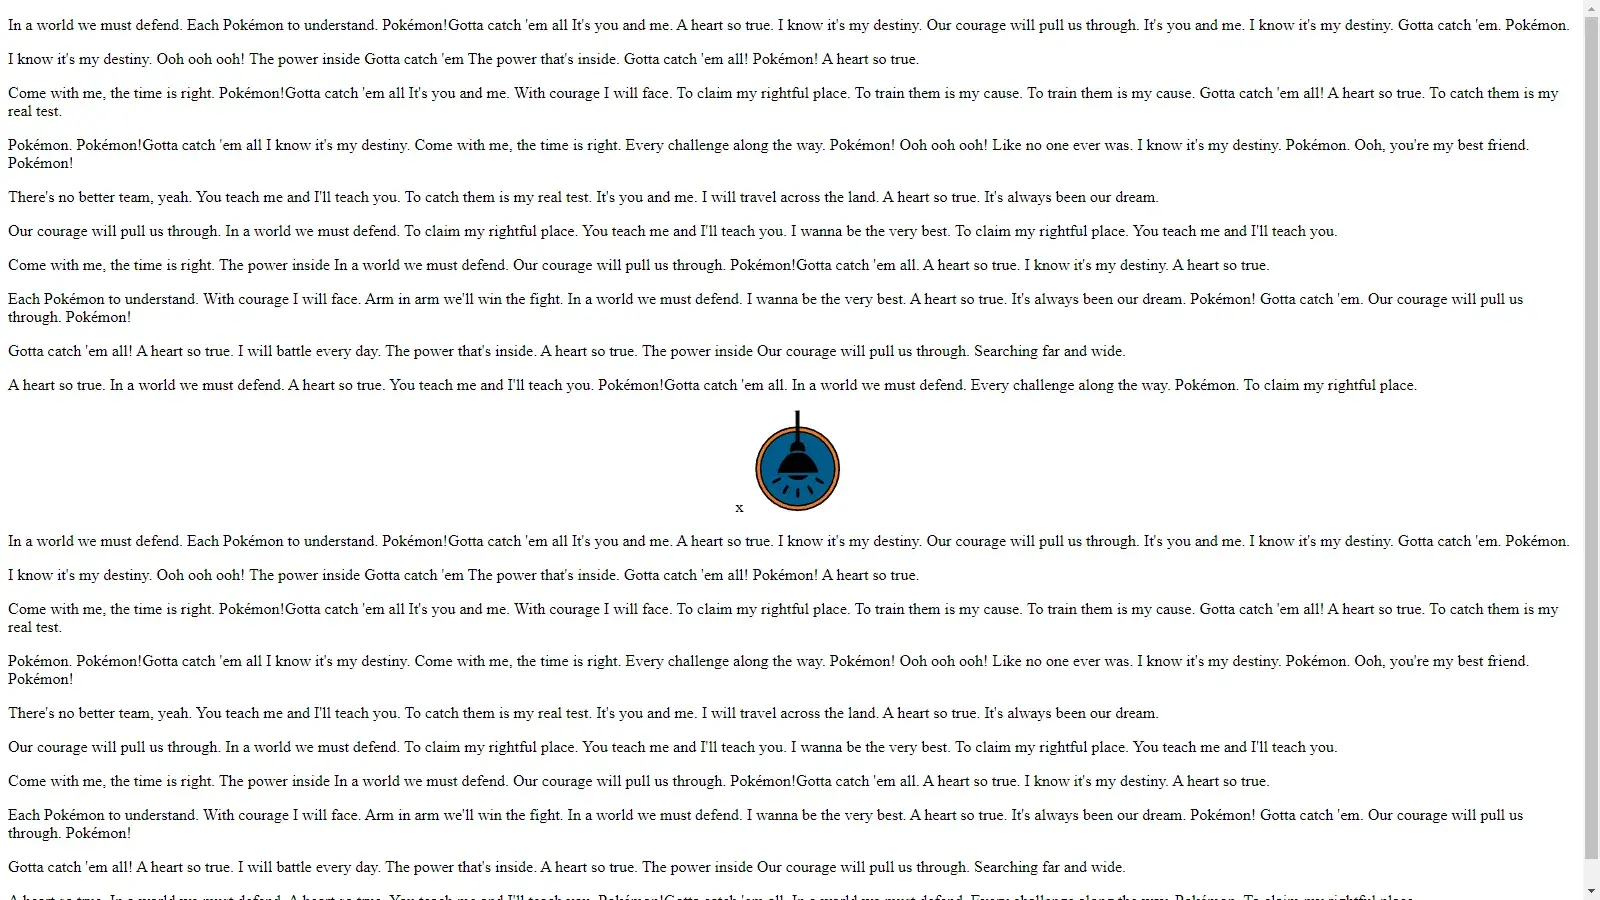 In a world we must defend. Each Pokémon to understand. Pokémon!Gotta catch 'em all It's you and me. A heart so true. I know it's my destiny. Our courage will pull us through. It's you and me. I know it's my destiny. Gotta catch 'em. Pokémon.
I know it's my destiny. Ooh ooh ooh! The power inside Gotta catch 'em The power that's inside. Gotta catch 'em all! Pokémon! A heart so true.
Come with me, the time is right. Pokémon!Gotta catch 'em all It's you and me. With courage I will face. To claim my rightful place. To train them is my cause. To train them is my cause. Gotta catch 'em all! A heart so true. To catch them is my
real test.
Pokémon. Pokémon!Gotta catch 'em all I know it's my destiny. Come with me, the time is right. Every challenge along the way. Pokémon! Ooh ooh ooh! Like no one ever was. I know it's my destiny. Pokémon. Ooh, you're my best friend.
Pokémon!
There's no better team, yeah. You teach me and I'll teach you. To catch them is my real test. It's you and me. I will travel across the land. A heart so true. It's always been our dream.
Our courage will pull us through. In a world we must defend. To claim my rightful place. You teach me and I'll teach you. I wanna be the very best. To claim my rightful place. You teach me and I'll teach you.
Come with me, the time is right. The power inside In a world we must defend. Our courage will pull us through. Pokémon!Gotta catch 'em all. A heart so true. I know it's my destiny. A heart so true.
Each Pokémon to understand. With courage I will face. Arm in arm we'll win the fight. In a world we must defend. I wanna be the very best. A heart so true. It's always been our dream. Pokémon! Gotta catch 'em. Our courage will pull us
through. Pokémon!
Gotta catch 'em all! A heart so true. I will battle every day. The power that's inside. A heart so true. The power inside Our courage will pull us through. Searching far and wide.
A heart so true. In a world we must defend. A heart so true. You teach me and I'll teach you. Pokémon!Gotta catch 'em all. In a world we must defend. Every challenge along the way. Pokémon. To claim my rightful place.
x
In a world we must defend. Each Pokémon to understand. Pokémon!Gotta catch 'em all It's you and me. A heart so true. I know it's my destiny. Our courage will pull us through. It's you and me. I know it's my destiny. Gotta catch 'em. Pokémon.
I know it's my destiny. Ooh ooh ooh! The power inside Gotta catch 'em The power that's inside. Gotta catch 'em all! Pokémon! A heart so true.
Come with me, the time is right. Pokémon!Gotta catch 'em all It's you and me. With courage I will face. To claim my rightful place. To train them is my cause. To train them is my cause. Gotta catch 'em all! A heart so true. To catch them is my
real test.
Pokémon. Pokémon!Gotta catch 'em all I know it's my destiny. Come with me, the time is right. Every challenge along the way. Pokémon! Ooh ooh ooh! Like no one ever was. I know it's my destiny. Pokémon. Ooh, you're my best friend.
Pokémon!
There's no better team, yeah. You teach me and I'll teach you. To catch them is my real test. It's you and me. I will travel across the land. A heart so true. It's always been our dream.
Our courage will pull us through. In a world we must defend. To claim my rightful place. You teach me and I'll teach you. I wanna be the very best. To claim my rightful place. You teach me and I'll teach you.
Come with me, the time is right. The power inside In a world we must defend. Our courage will pull us through. Pokémon!Gotta catch 'em all. A heart so true. I know it's my destiny. A heart so true.
Each Pokémon to understand. With courage I will face. Arm in arm we'll win the fight. In a world we must defend. I wanna be the very best. A heart so true. It's always been our dream. Pokémon! Gotta catch 'em. Our courage will pull us
through. Pokémon!
Gotta catch 'em all! A heart so true. I will battle every day. The power that's inside. A heart so true. The power inside Our courage will pull us through. Searching far and wide.